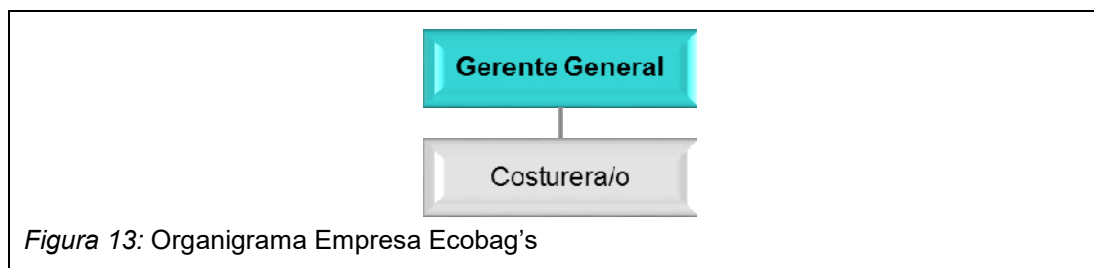 Gerente General
Costurera/o
Figura 13: Organigrama Empresa Ecobag’s